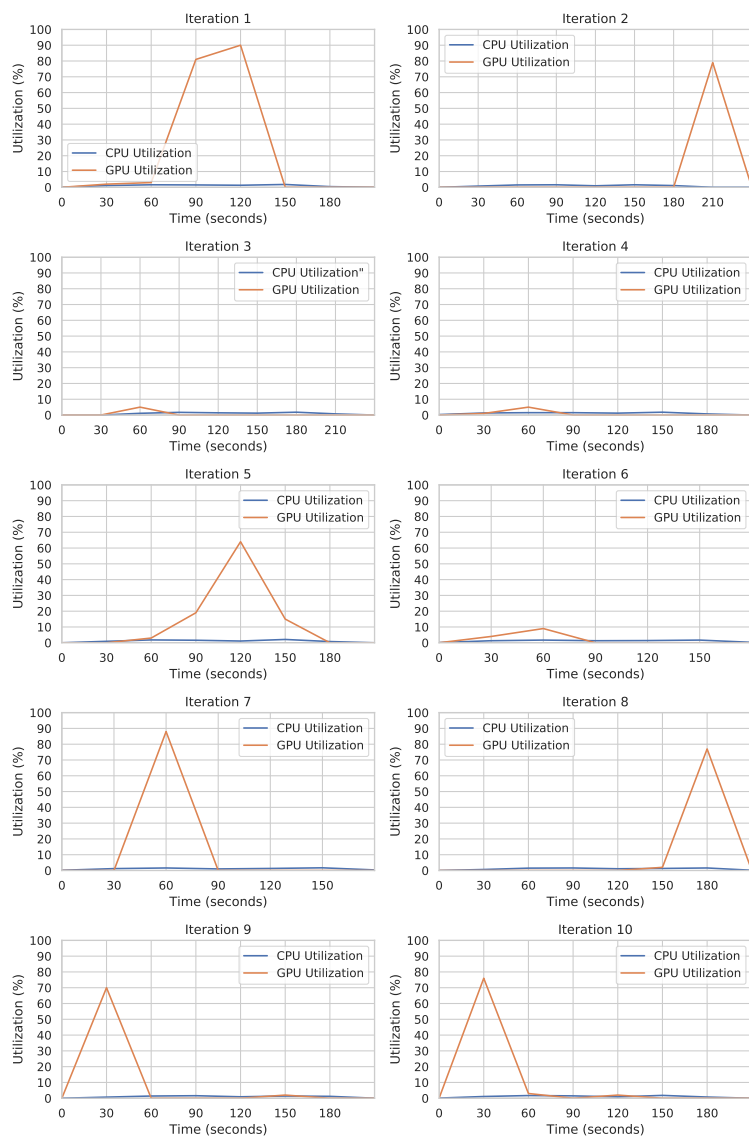 Iteration 1
Utilization (%)
100
90
80
70
60
50
40
30
20
10
0
CPU Utilization
GPU Utilization
0 30 60 90 120 150 180
Time (seconds)
Iteration 2
Utilization (%)
100
90
80
70
60
50
40
30
20
10
0
CPU Utilization
GPU Utilization
0 30 60 90 120 150 180 210
Time (seconds)
Iteration 3
Utilization (%)
100
90
80
70
60
50
40
30
20
10
0
CPU Utilization"
GPU Utilization
0 30 60 90 120 150 180 210
Time (seconds)
Iteration 4
Utilization (%)
100
90
80
70
60
50
40
30
20
10
0
CPU Utilization
GPU Utilization
0 30 60 90 120 150 180
Time (seconds)
Iteration 5
Utilization (%)
100
90
80
70
60
50
40
30
20
10
0
CPU Utilization
GPU Utilization
0 30 60 90 120 150 180
Time (seconds)
Iteration 6
Utilization (%)
100
90
80
70
60
50
40
30
20
10
0
CPU Utilization
GPU Utilization
0 30 60 90 120 150
Time (seconds)
Iteration 7
Utilization (%)
100
90
80
70
60
50
40
30
20
10
0
CPU Utilization
GPU Utilization
0 30 60 90 120 150
Time (seconds)
Iteration 8
Utilization (%)
100
90
80
70
60
50
40
30
20
10
0
CPU Utilization
GPU Utilization
0 30 60 90 120 150 180
Time (seconds)
Iteration 9
Utilization (%)
100
90
80
70
60
50
40
30
20
10
0
CPU Utilization
GPU Utilization
0 30 60 90 120 150 180
Time (seconds)
Iteration 10
Utilization (%)
100
90
80
70
60
50
40
30
20
10
0
CPU Utilization
GPU Utilization
0 30 60 90 120 150 180
Time (seconds)